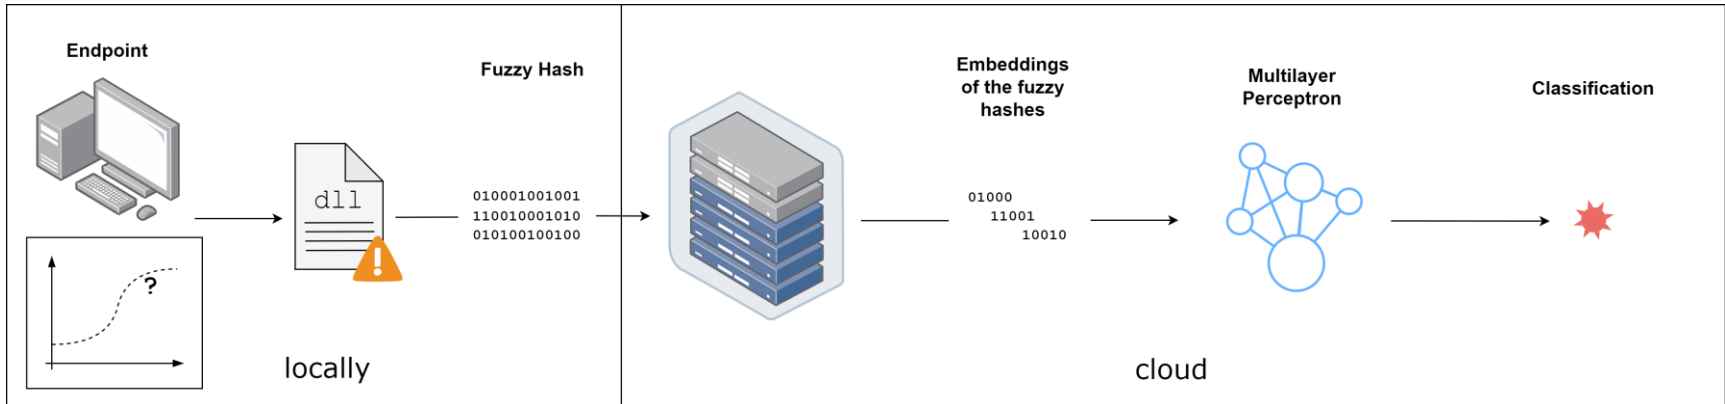 Endpoint
Fuzzy Hash
dll
010001001001
110010001010
010100100100
?
locally
Embeddings
of the fuzzy
hashes
01000
11001
10010
Multilayer
Perceptron
Classification
cloud